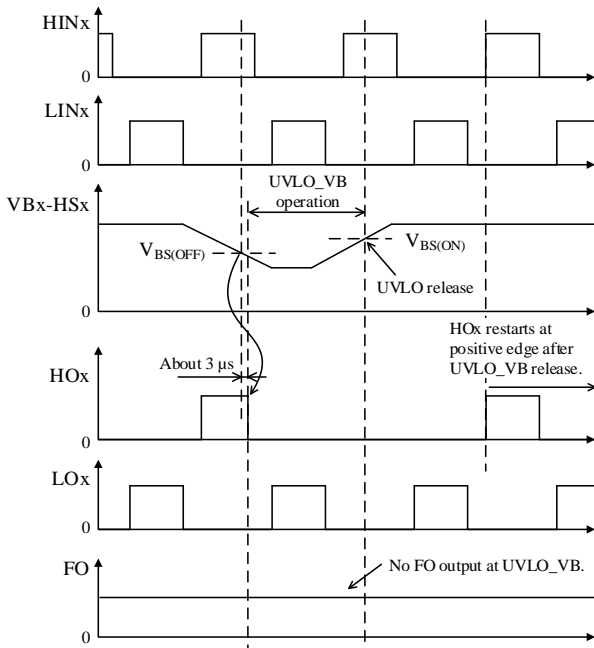 HINx
0
LINx
0
UVLO_VB
operation
VBx-HSx
VBS(OFF)
VBS(ON)
UVLO release
0
HOx restarts at
positive edge after
UVLO_VB release.
About 3 µs
HOx
0
LOx
0
FO
No FO output at UVLO_VB.
0